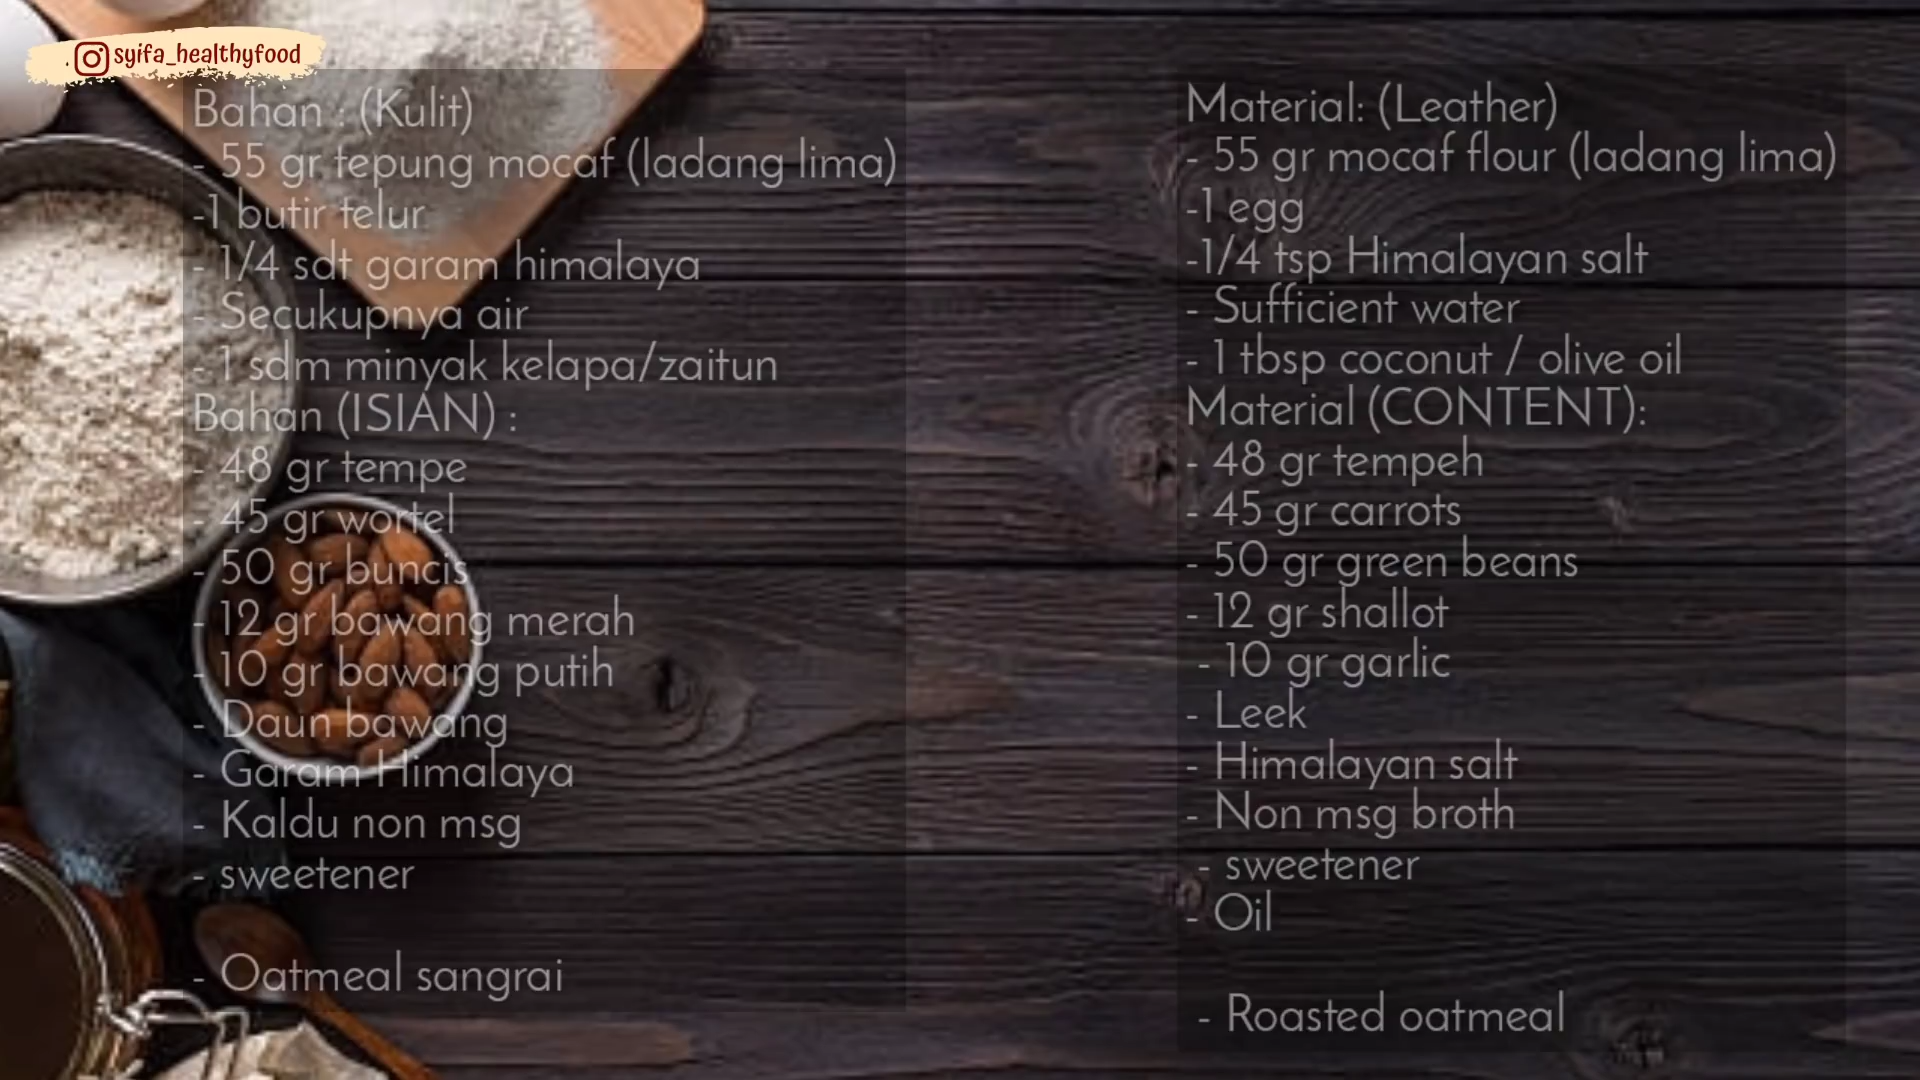 syifa_healthyfood
Bahan : (Kulit)
- 55 gr tepung mocaf (ladang lima)
-1 butir telur
- 1/4 sdt garam himalaya
- Secukupnya air
- 1 sdm minyak kelapa/zaitun
Bahan (ISIAN) :
- 48 gr tempe
- 45 gr wortel
- 50 gr buncis
- 12 gr bawang merah
- 10 gr bawang putih
- Daun bawang
- Garam Himalaya
- Kaldu non msg
- sweetener
- Oatmeal sangrai
Material: (Leather)
- 55 gr mocaf flour (ladang lima)
-1 egg
-1/4 tsp Himalayan salt
- Sufficient water
- 1 tbsp coconut / olive oil
Material (CONTENT):
- 48 gr tempeh
- 45 gr carrots
- 50 gr green beans
- 12 gr shallot
- 10 gr garlic
- Leek
- Himalayan salt
- Non msg broth
- sweetener
- Oil
- Roasted oatmeal